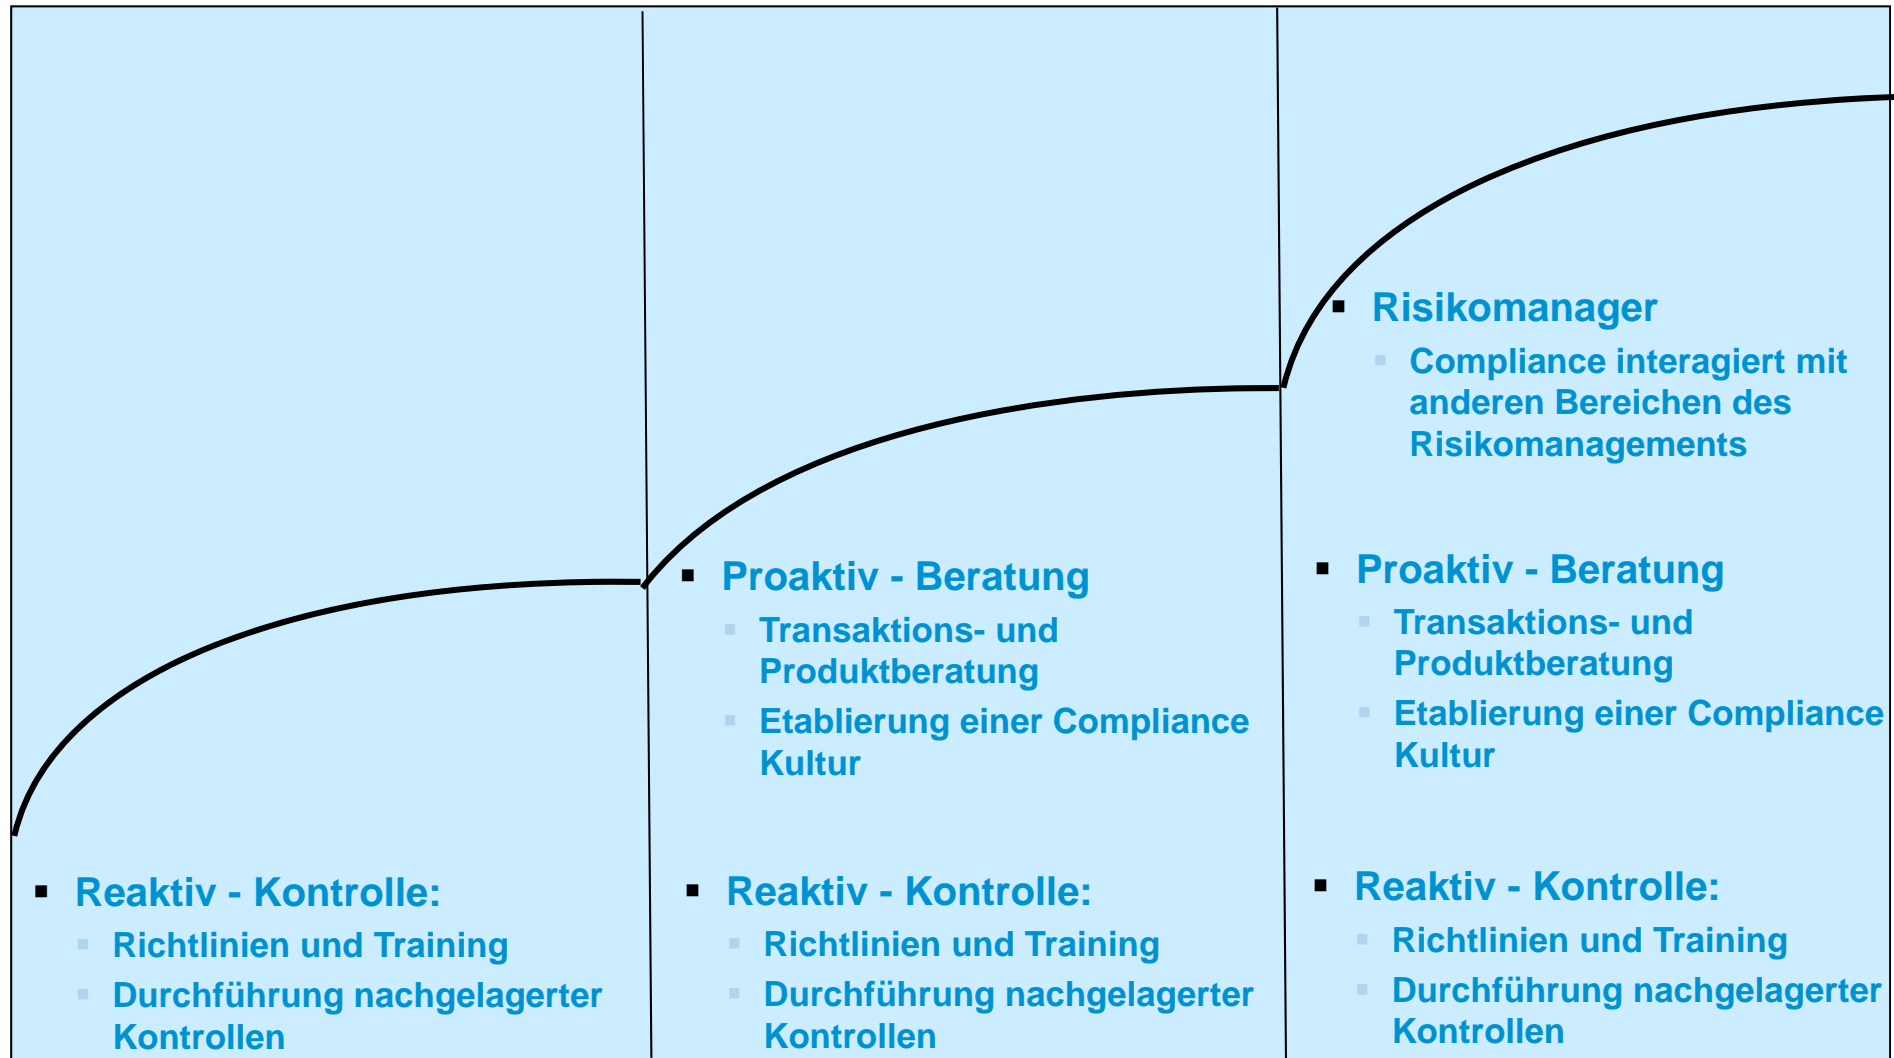 Reaktiv - Kontrolle:
Richtlinien und Training
Durchführung nachgelagerter
Kontrollen
Proaktiv - Beratung
Transaktions- und
Produktberatung
Etablierung einer Compliance
Kultur
Reaktiv - Kontrolle:
Richtlinien und Training
Durchführung nachgelagerter
Kontrollen
Risikomanager
Compliance interagiert mit
anderen Bereichen des
Risikomanagements
Proaktiv - Beratung
Transaktions- und
Produktberatung
Etablierung einer Compliance
Kultur
Reaktiv - Kontrolle:
Richtlinien und Training
Durchführung nachgelagerter
Kontrollen